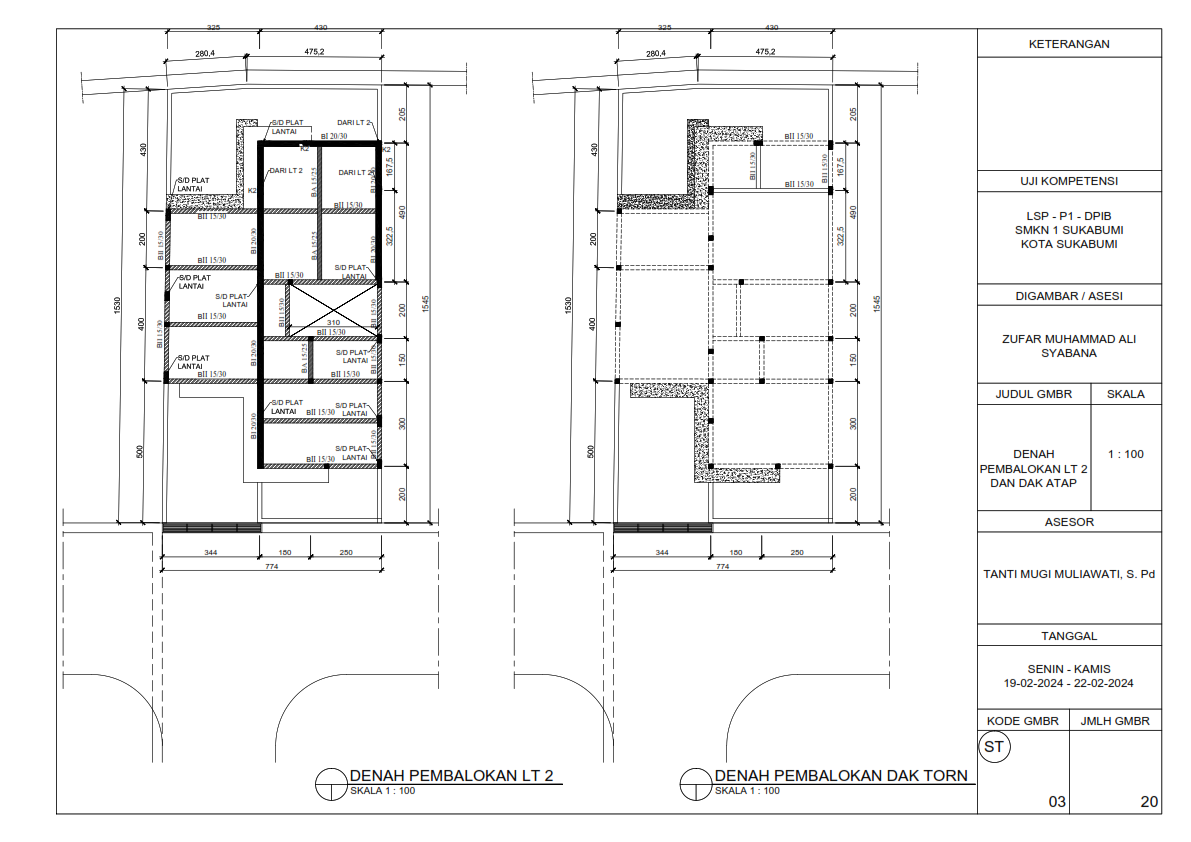 325
430
280,4
475,2
205
430
S/D PLAT
LANTAI
DARI LT 2
BI 20/30
K2
K2
DARI LT 2
DARI LT 2
BA 15/25
BI 20/30
167,5
S/D PLAT
LANTAI
K2
BII 15/30
BII 15/30
490
200
BII 15/30
BI 20/30
BA 15/25
BI 20/30
322,5
S/D PLAT
LANTAI
BII 15/30
BII 15/30
S/D PLAT
LANTAI
S/D PLAT
LANTAI
1530
1545
400
BII 15/30
BII 15/30
BII 15/30
310
BII 15/30
BII 15/30
200
S/D PLAT
LANTAI
BI 20/30
BA 15/25
S/D PLAT
LANTAI
BII 15/30
150
BII 15/30
BII 15/30
S/D PLAT
LANTAI
BII 15/30
S/D PLAT
LANTAI
BI 20/30
300
500
S/D PLAT
LANTAI
BII 15/30
BII 15/30
200
344
180
250
774
DENAH PEMBALOKAN LT 2
SKALA 1 : 100
325
430
280,4
475,2
205
430
BII 15/30
BII 15/30
BII 15/30
BII 15/30
167,5
490
200
322,5
1530
1545
400
200
150
300
500
200
344
180
250
774
DENAH PEMBALOKAN DAK TORN
SKALA 1 : 100
KETERANGAN
UJI KOMPETENSI
LSP - P1 - DPIB
SMKN 1 SUKABUMI
KOTA SUKABUMI
DIGAMBAR / ASESI
ZUFAR MUHAMMAD ALI
SYABANA
JUDUL GMBR
SKALA
DENAH
PEMBALOKAN LT 2
DAN DAK ATAP
1 : 100
ASESOR
TANTI MUGI MULIAWATI, S. Pd
TANGGAL
SENIN - KAMIS
19-02-2024 - 22-02-2024
KODE GMBR
JMLH GMBR
ST
03
20